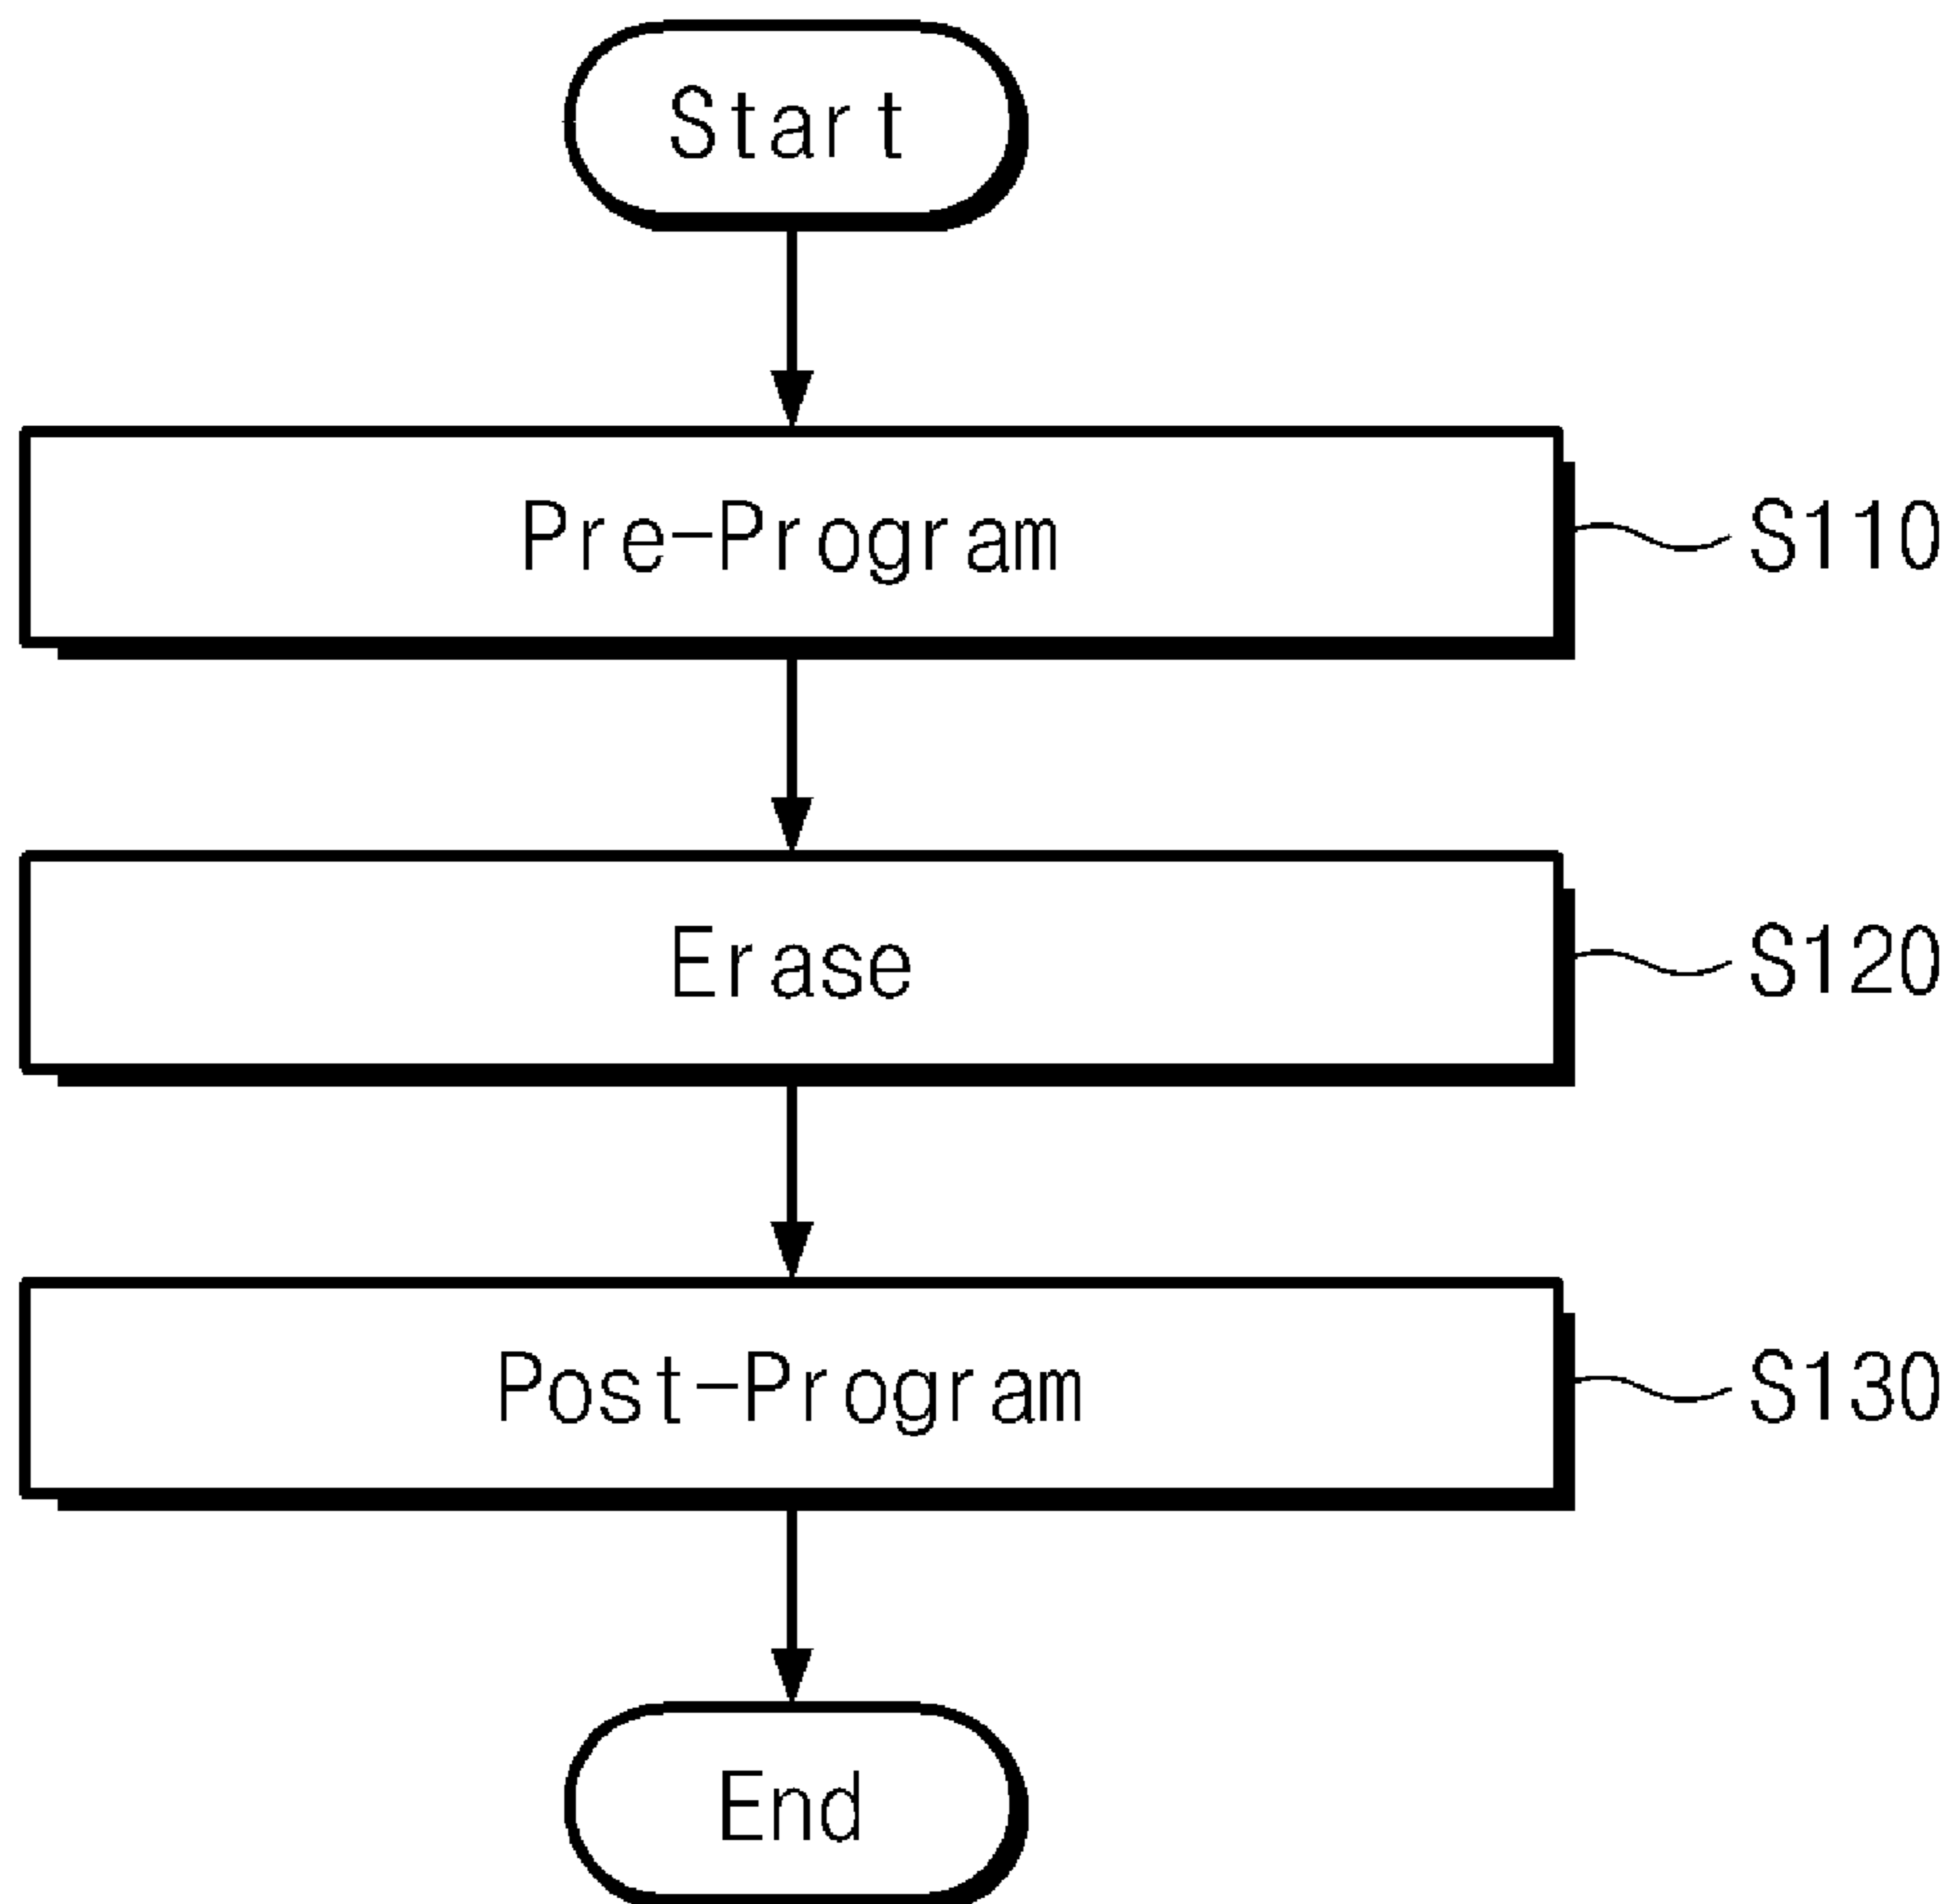 Start
Pre-Program
S110
Erase
S120
Post-Program
S130
End